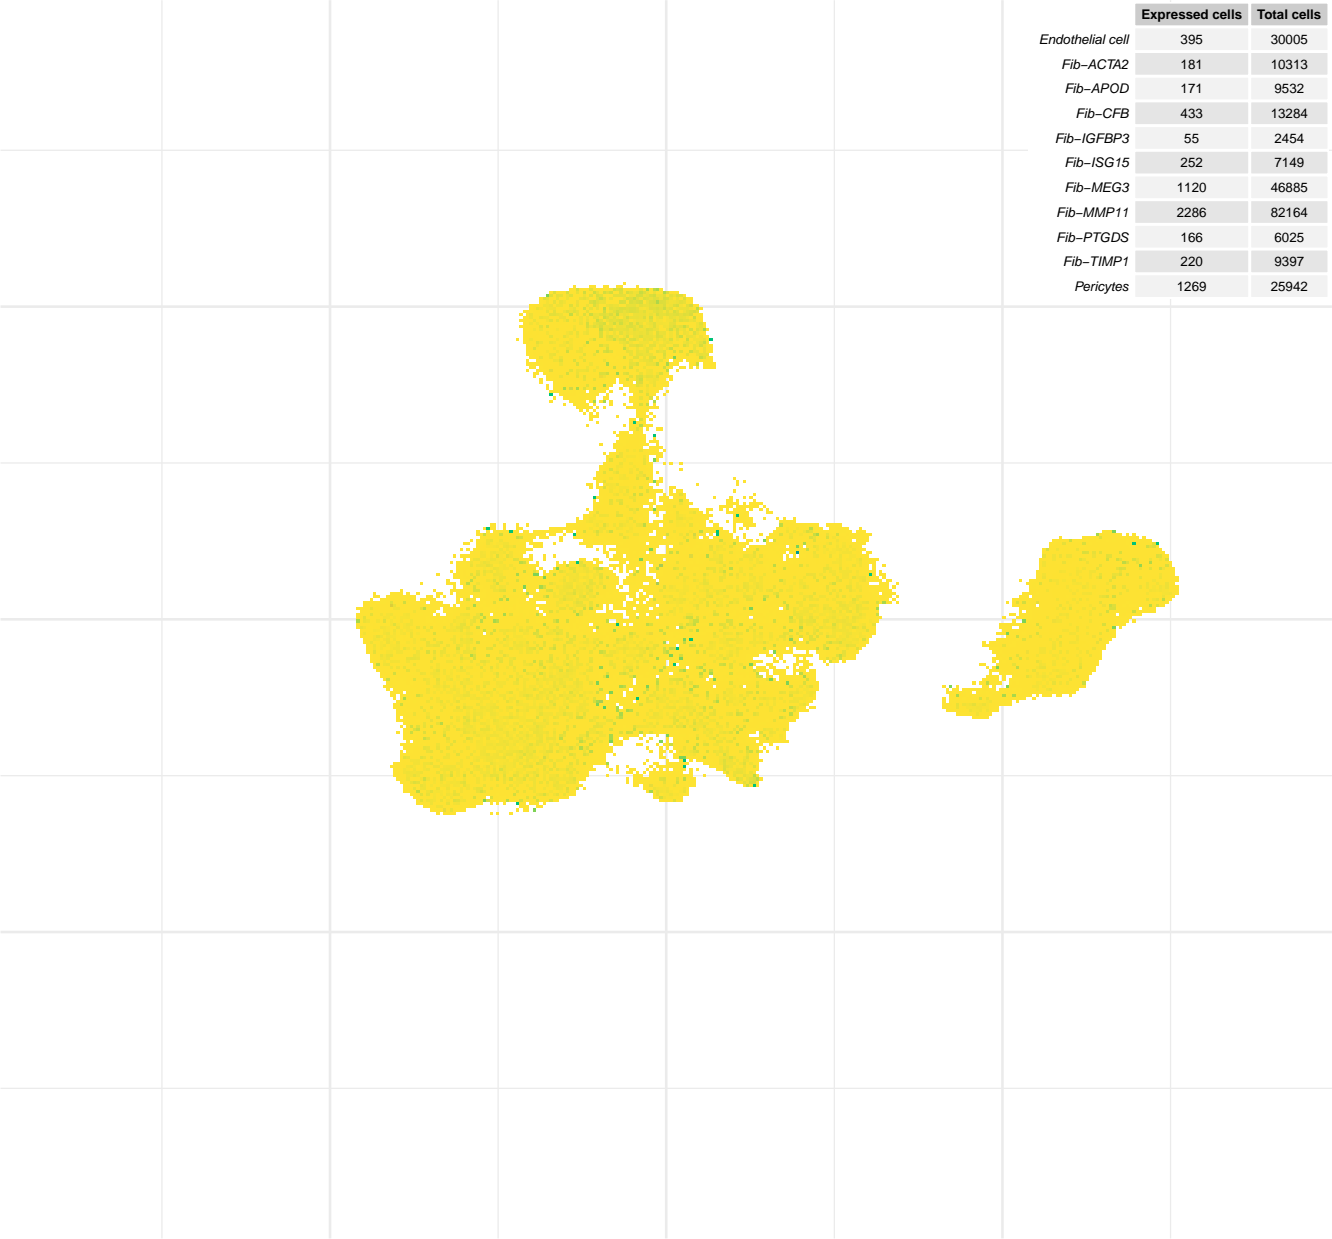 Expressed cells Total cells
Endothelial cell 395 30005
Fib−ACTA2 181 10313
Fib−APOD 171 9532
Fib−CFB 433 13284
Fib−IGFBP3 55 2454
Fib−ISG15 252 7149
Fib−MEG3 1120 46885
Fib−MMP11 2286 82164
Fib−PTGDS 166 6025
Fib−TIMP1 220 9397
Pericytes 1269 25942